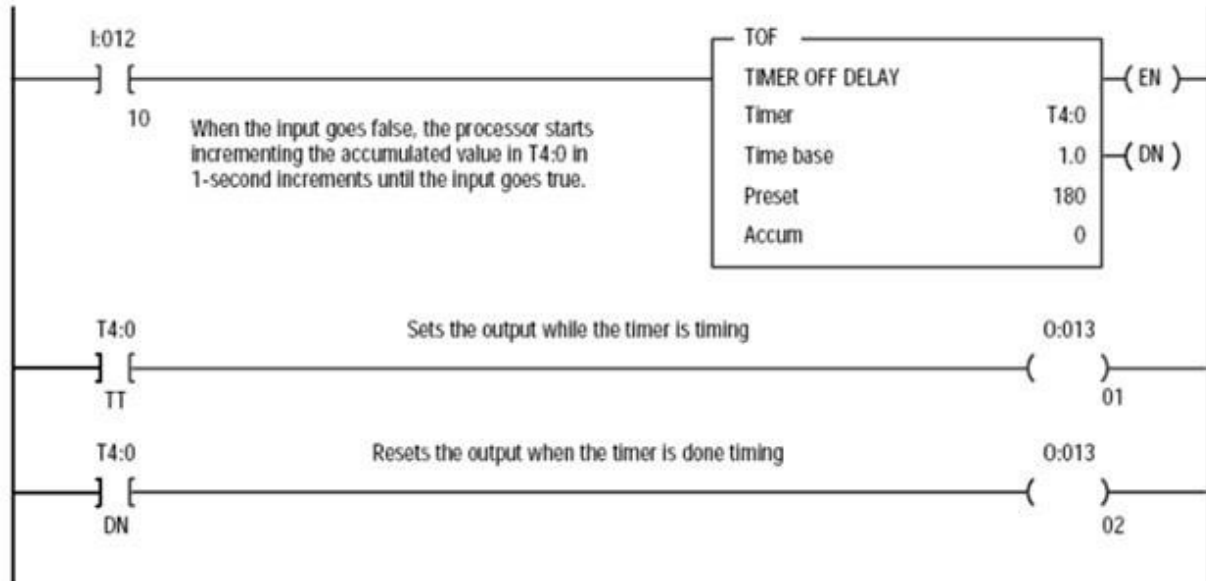 I:012
10
When the input goes false, the processor starts
incrementing the accumulated value in T4:0 in
1-second increments until the input goes true.
TOF
TIMER OFF DELAY
Timer T4:0
Time base 1.0
Preset 180
Accum 0
EN
DN
T4:0
TT
Sets the output while the timer is timing
O:013
01
T4:0
DN
Resets the output when the timer is done timing
O:013
02